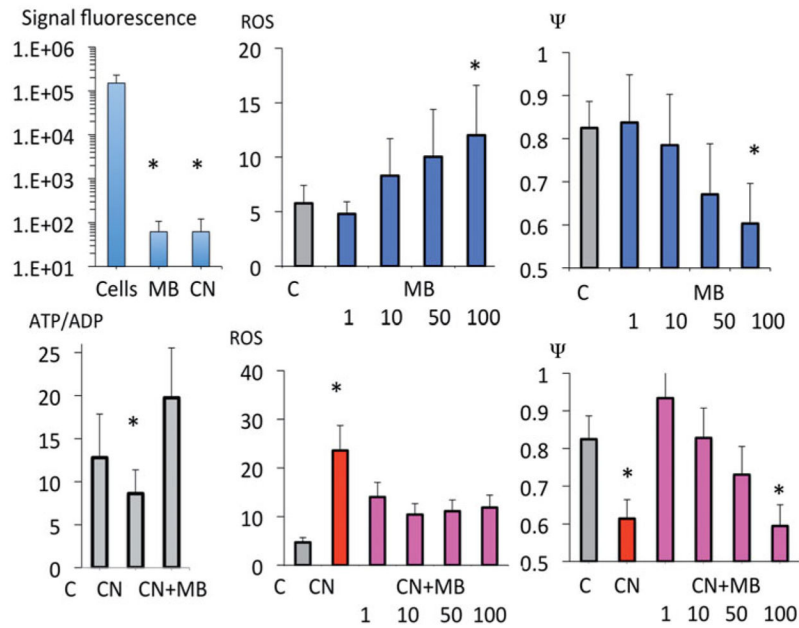 Signal fluorescence
1.E+06
1.E+05
1.E+04
1.E+03
1.E+02
1.E+01
* *
Cells MB CN
ROS
20
15
10
5
0
*
C MB
1 10 50 100
Ψ
1
0.9
0.8
0.7
0.6
0.5
*
C MB
1 10 50 100
ATP/ADP
25
20
15
10
5
0
*
C CN CN+MB
ROS
40
30
20
10
0
*
C CN CN+MB
1 10 50 100
Ψ
1
0.9
0.8
0.7
0.6
0.5
* *
C CN CN+MB
1 10 50 100